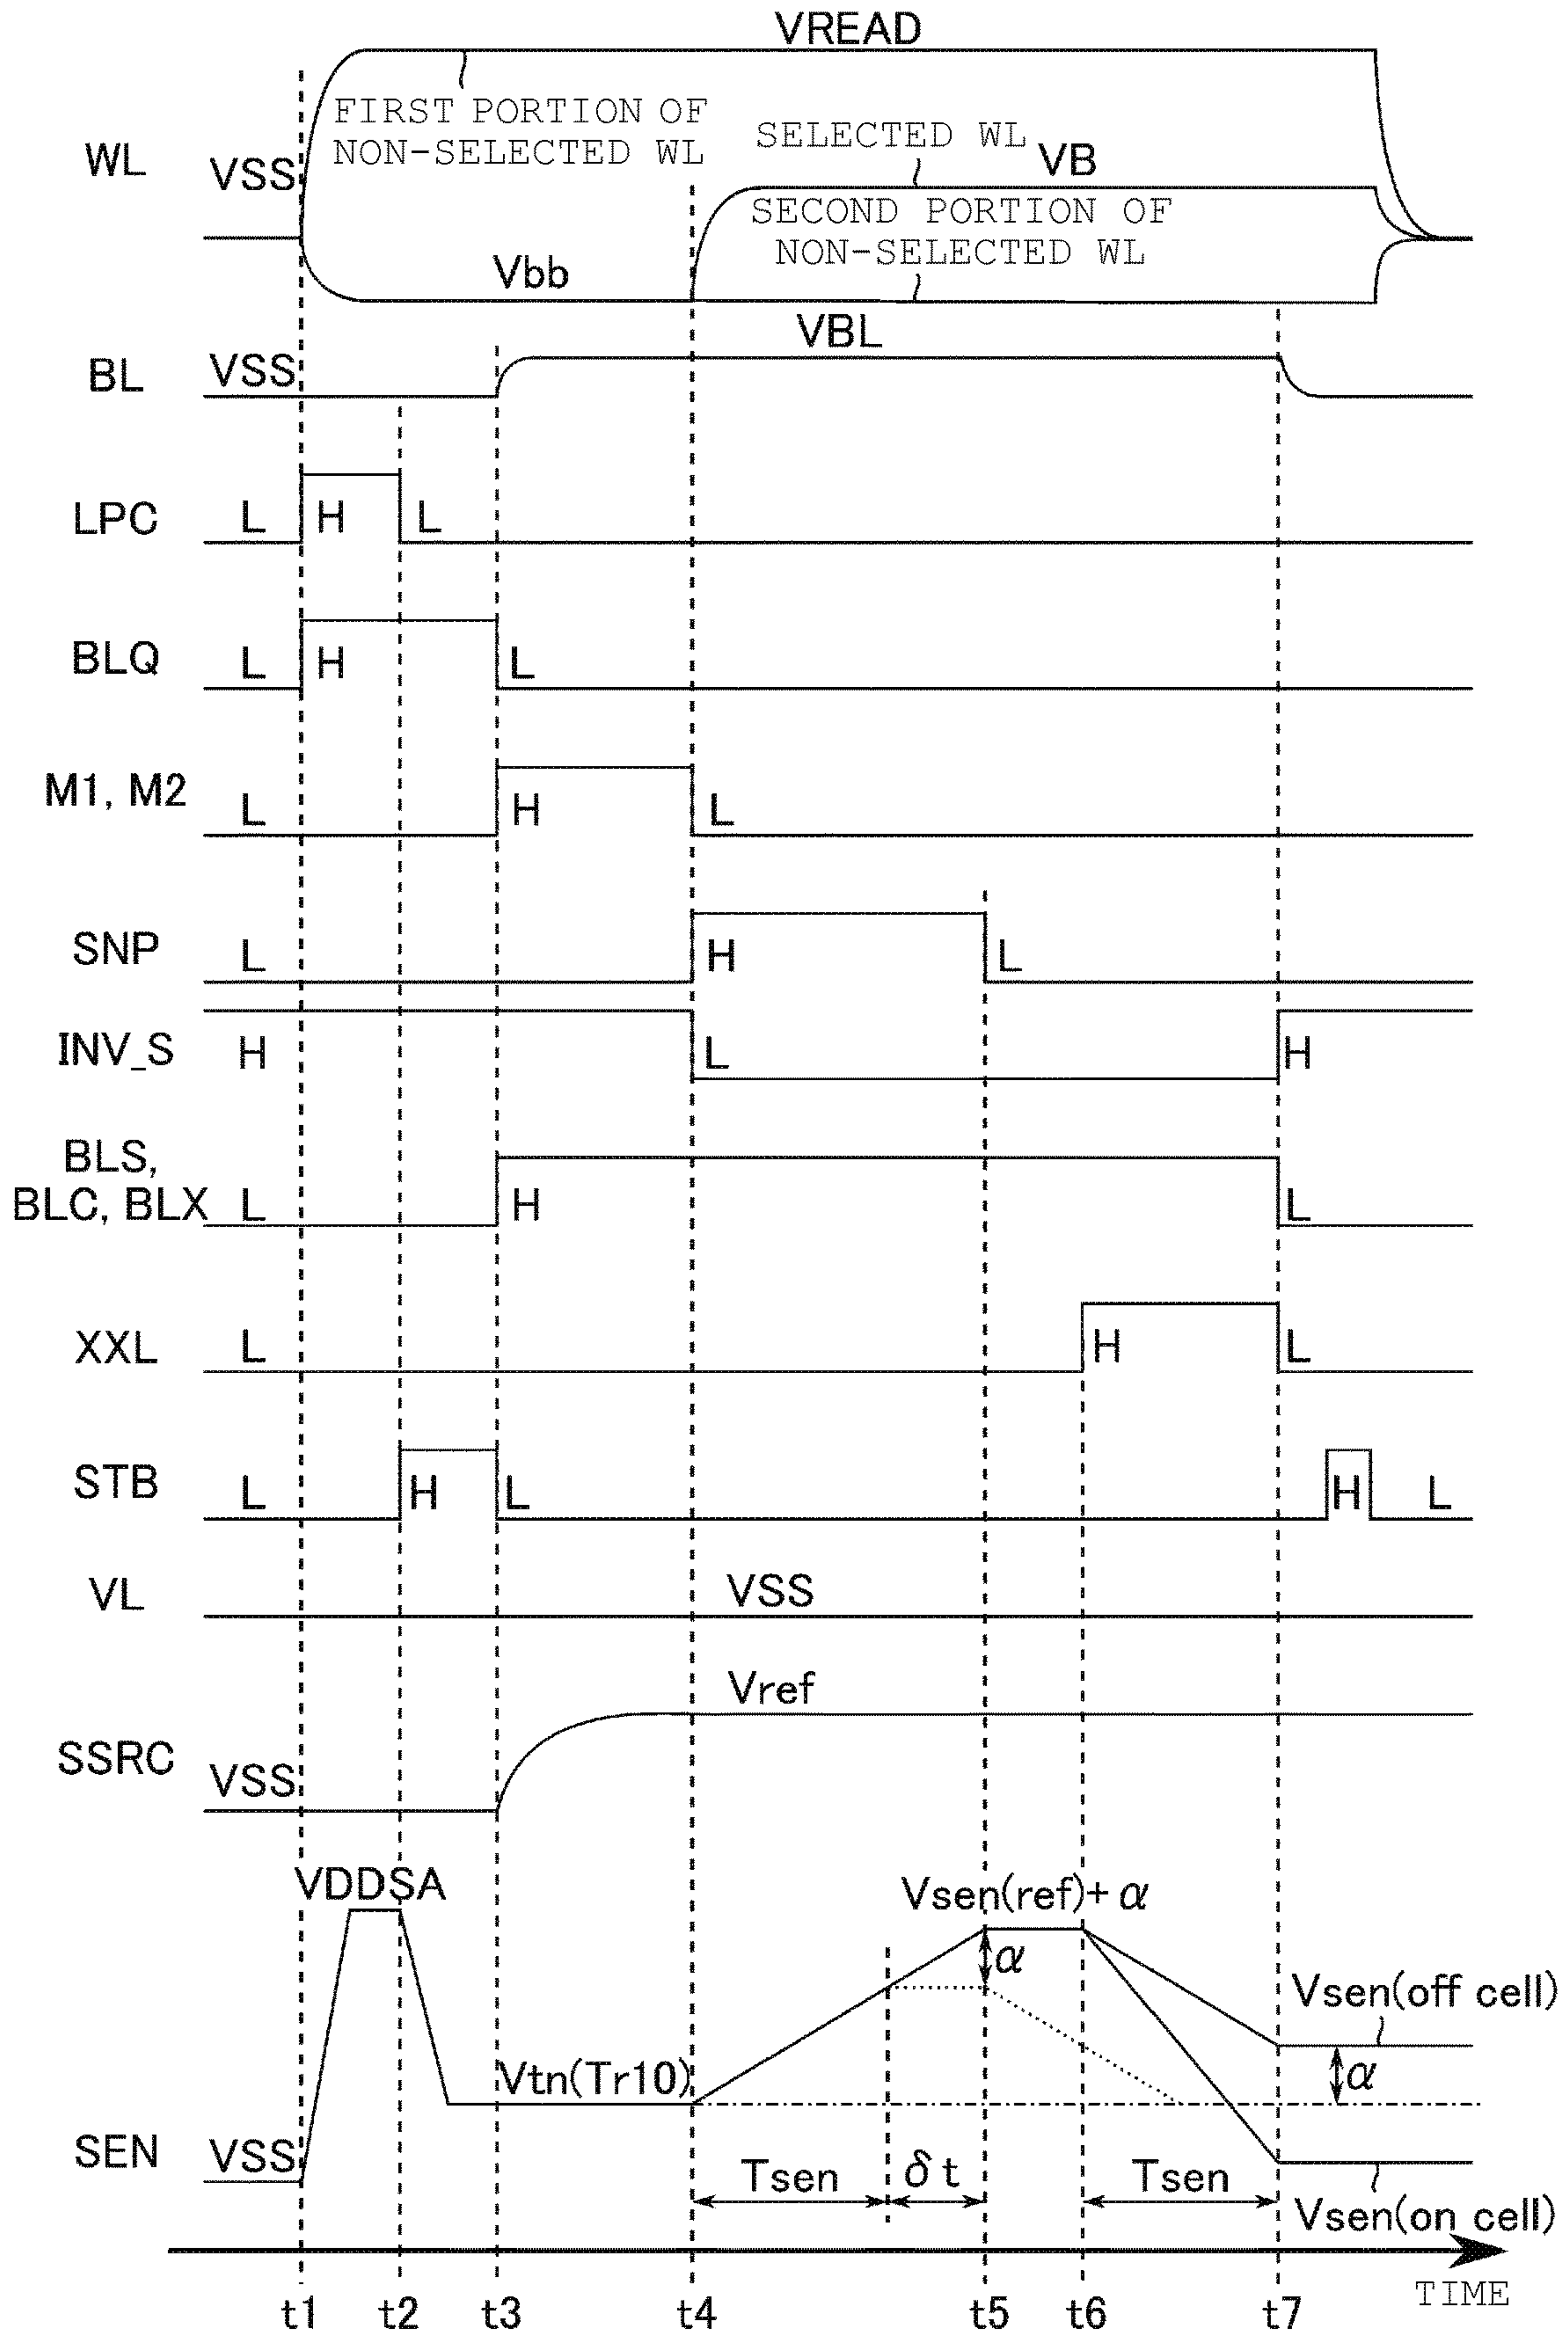 VREAD
FIRST PORTION OF
NON-SELECTED WL
SELECTED WL
VB
WL
VSS
SECOND PORTION OF
NON-SELECTED WL
Vbb
VBL
BL
VSS
LPC
L
H
L
BLQ
L
H
L
M1, M2
L
H
L
SNP
L
H
L
INV_S
H
L
H
BLS,
BLC, BLX
L
H
L
XXL
L
H
L
STB
L
H
L
H
L
VL
VSS
Vref
SSRC
VSS
VDDSA
Vsen(ref)+α
α
Vsen(off cell)
Vtn(Tr10)
α
SEN
VSS
Tsen
δt
Tsen
Vsen(on cell)
TIME
t1
t2
t3
t4
t5
t6
t7